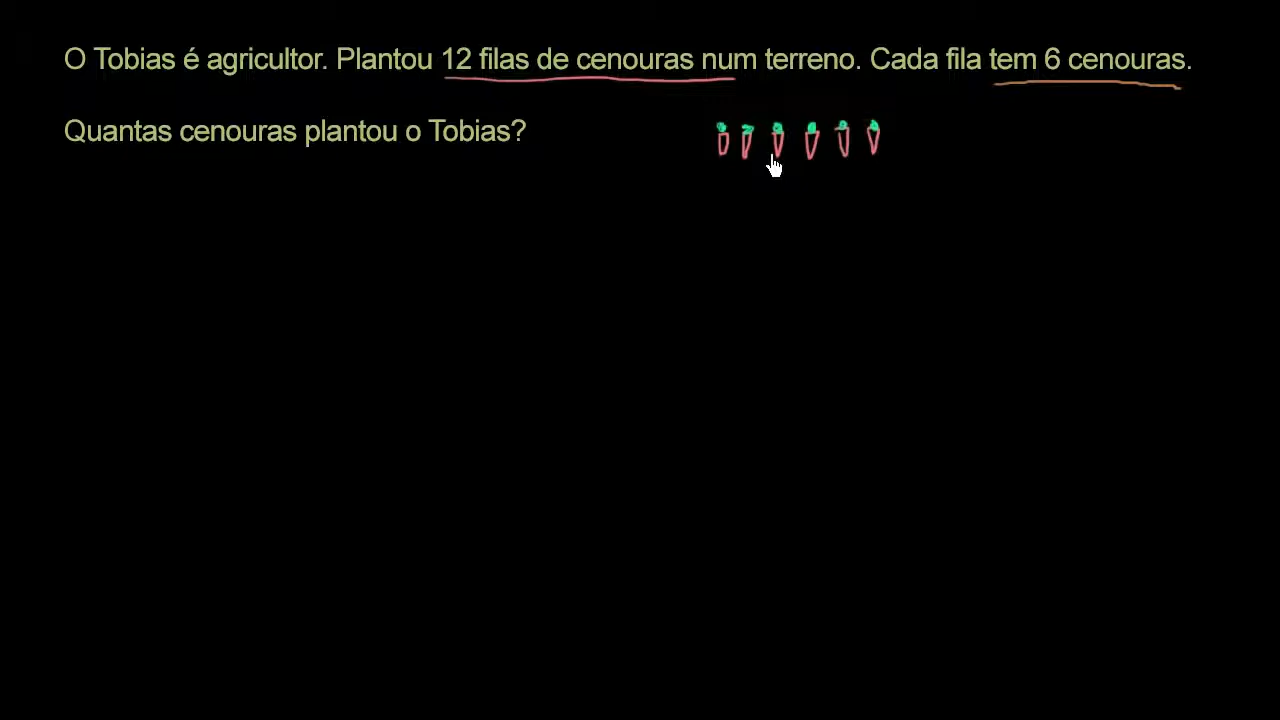 O Tobias é agricultor. Plantou 12 filas de cenouras num terreno. Cada fila tem 6 cenouras.
Quantas cenouras plantou o Tobias?